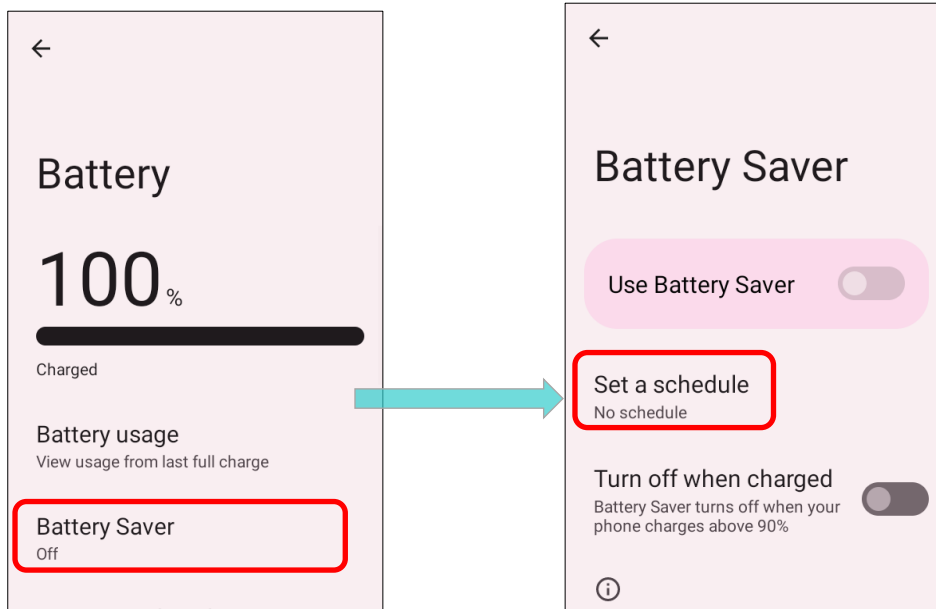 Battery
100%
Charged
Battery usage
View usage from last full charge
Battery Saver
Off
Battery Saver
Use Battery Saver
Set a schedule
No schedule
Turn off when charged
Battery Saver turns off when your
phone charges above 90%